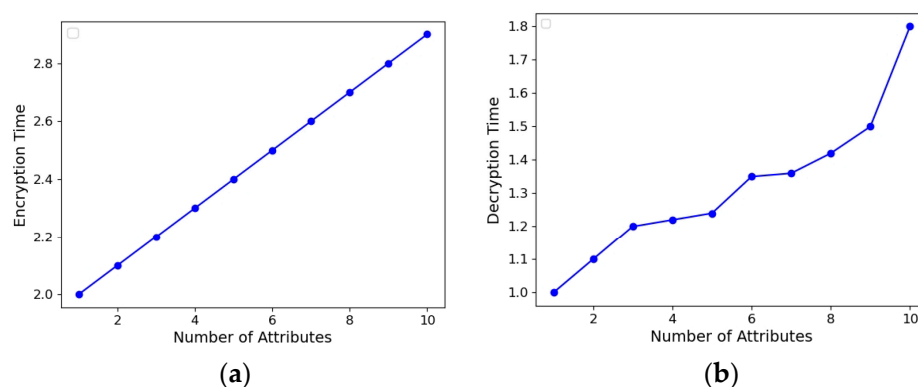 2.8
2.6
2.4
2.2
2.0
Encryption Time
2 4 6 8 10
Number of Attributes
(a)
1.8
1.7
1.6
1.5
1.4
1.3
1.2
1.1
1.0
Decryption Time
2 4 6 8 10
Number of Attributes
(b)